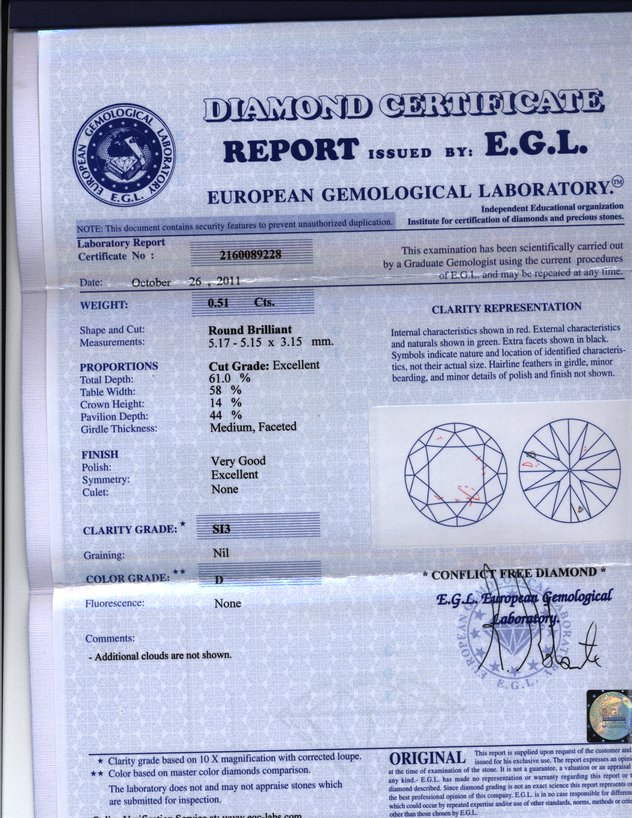 DIAMOND CERTIFICATE
REPORT ISSUED BY: E.G.L.
EUROPEAN GEMOLOGICAL LABORATORY.™
EUROPEAN GEMOLOGICAL LABORATORY
E.G.L.
Independent Educational organization
Institute for certification of diamonds and precious stones.
NOTE: This document contains security features to prevent unauthorized duplication.
Laboratory Report
Certificate No : 2160089228
This examination has been scientifically carried out
by a Graduate Gemologist using the current procedures
of E.G.L. and may be repeated at any time.
Date: October 26 , 2011
WEIGHT: 0.51 Cts.
Shape and Cut: Round Brilliant
Measurements: 5.17 - 5.15 x 3.15 mm.
PROPORTIONS Cut Grade: Excellent
Total Depth: 61.0 %
Table Width: 58 %
Crown Height: 14 %
Pavilion Depth: 44 %
Girdle Thickness: Medium, Faceted
FINISH
Polish: Very Good
Symmetry: Excellent
Culet: None
CLARITY GRADE: * SI3
Graining: Nil
COLOR GRADE: ** D
Fluorescence: None
Comments:
- Additional clouds are not shown.
CLARITY REPRESENTATION
Internal characteristics shown in red. External characteristics
and naturals shown in green. Extra facets shown in black.
Symbols indicate nature and location of identified characteris-
tics, not their actual size. Hairline feathers in girdle, minor
bearding, and minor details of polish and finish not shown.
* CONFLICT FREE DIAMOND *
E.G.L. European Gemological
Laboratory.
E.G.L.
* Clarity grade based on 10 X magnification with corrected loupe.
** Color based on master color diamonds comparison.
The laboratory does not and may not appraise stones which
are submitted for inspection.
Online Verification Service at: www.egc-labs.com
ORIGINAL This report is supplied upon request of the customer and
issued for his exclusive use. The report expresses an opini
at the time of examination of the stone. It is not a guarantee, a valuation or an appraisal
any kind.- E.G.L. has made no representation or warranty regarding this report or t
diamond described. Since diamond grading is not an exact science this report represents o
the best professional opinion of this company. E.G.L. is in no case responsible for differen
which could occur by repeated expertise and/or use of other standards, norms, methods or crit
other than those chosen by E.G.L.